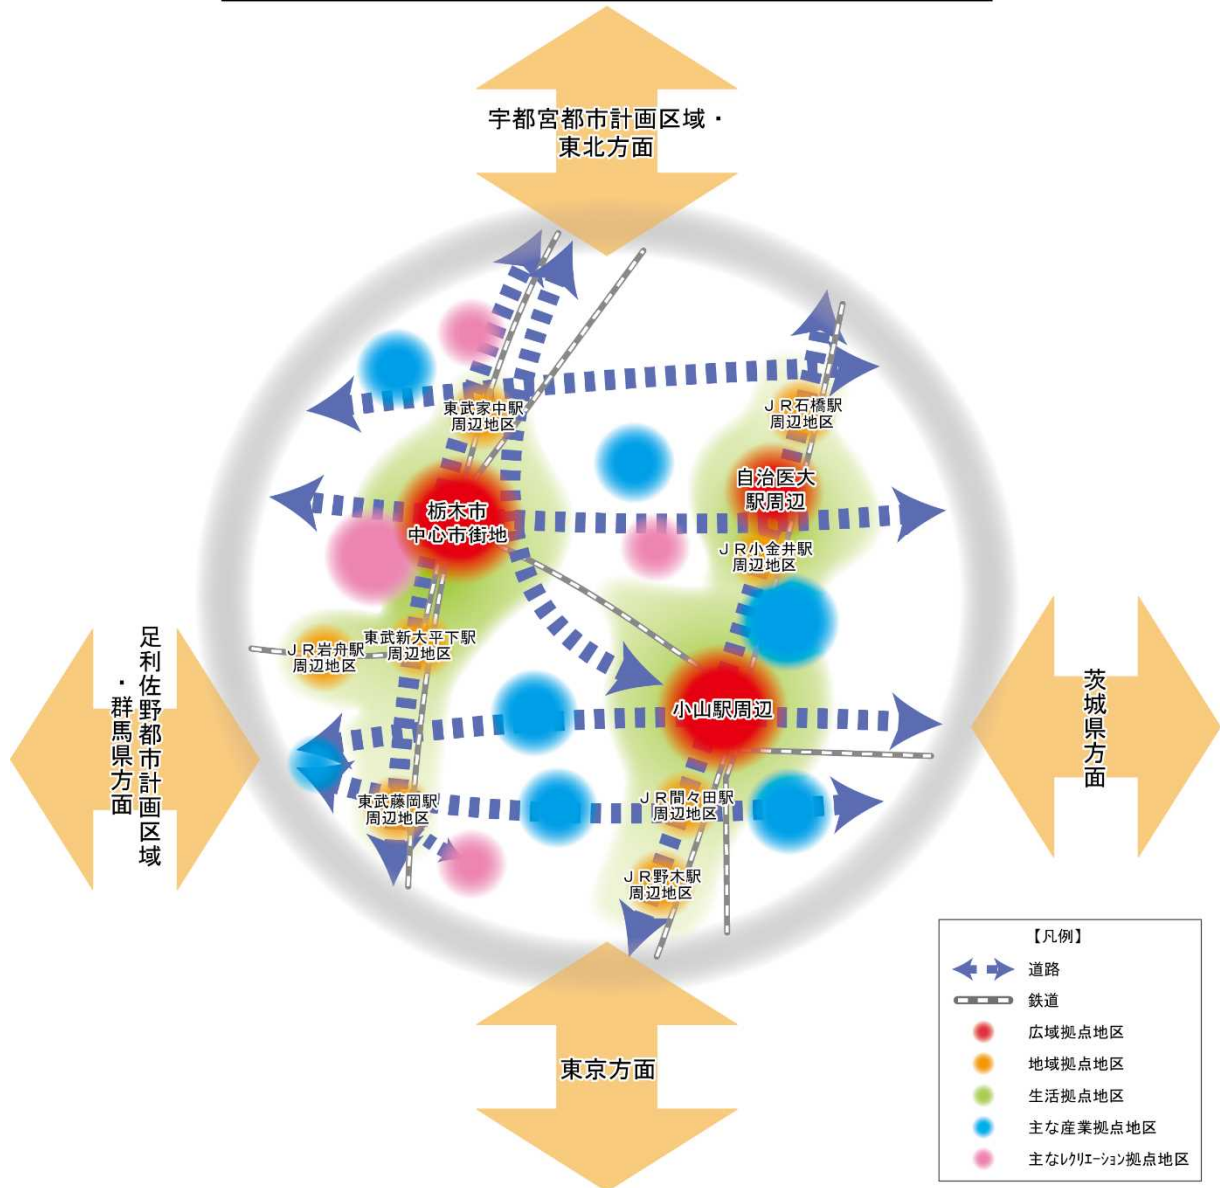 宇都宮都市計画区域・
東北方面
東武家中駅
周辺地区
JR石橋駅
周辺地区
自治医大
駅周辺
栃木市
中心市街地
JR小金井駅
周辺地区
JR岩舟駅
周辺地区
東武新大平下駅
周辺地区
足利佐野都市計画区域
・群馬県方面
小山駅周辺
茨城県方面
東武藤岡駅
周辺地区
JR間々田駅
周辺地区
JR野木駅
周辺地区
東京方面
【凡例】
道路
鉄道
広域拠点地区
地域拠点地区
生活拠点地区
主な産業拠点地区
主なレクリエーション拠点地区